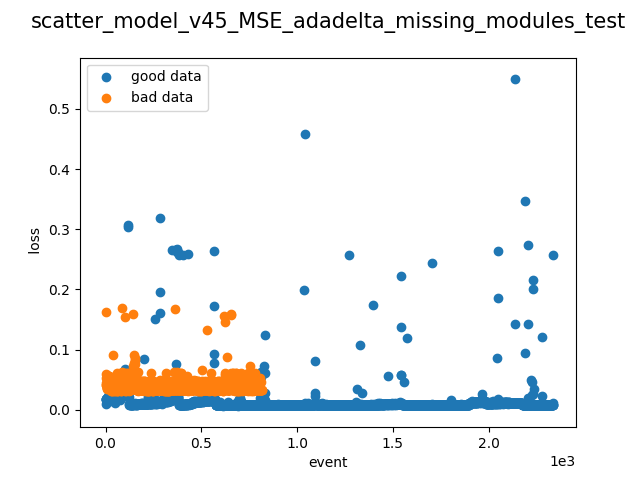 scatter_model_v45_MSE_adadelta_missing_modules_test
good data
bad data
loss
0.5
0.4
0.3
0.2
0.1
0.0
0.0
0.5
1.0
1.5
2.0
1e3
event